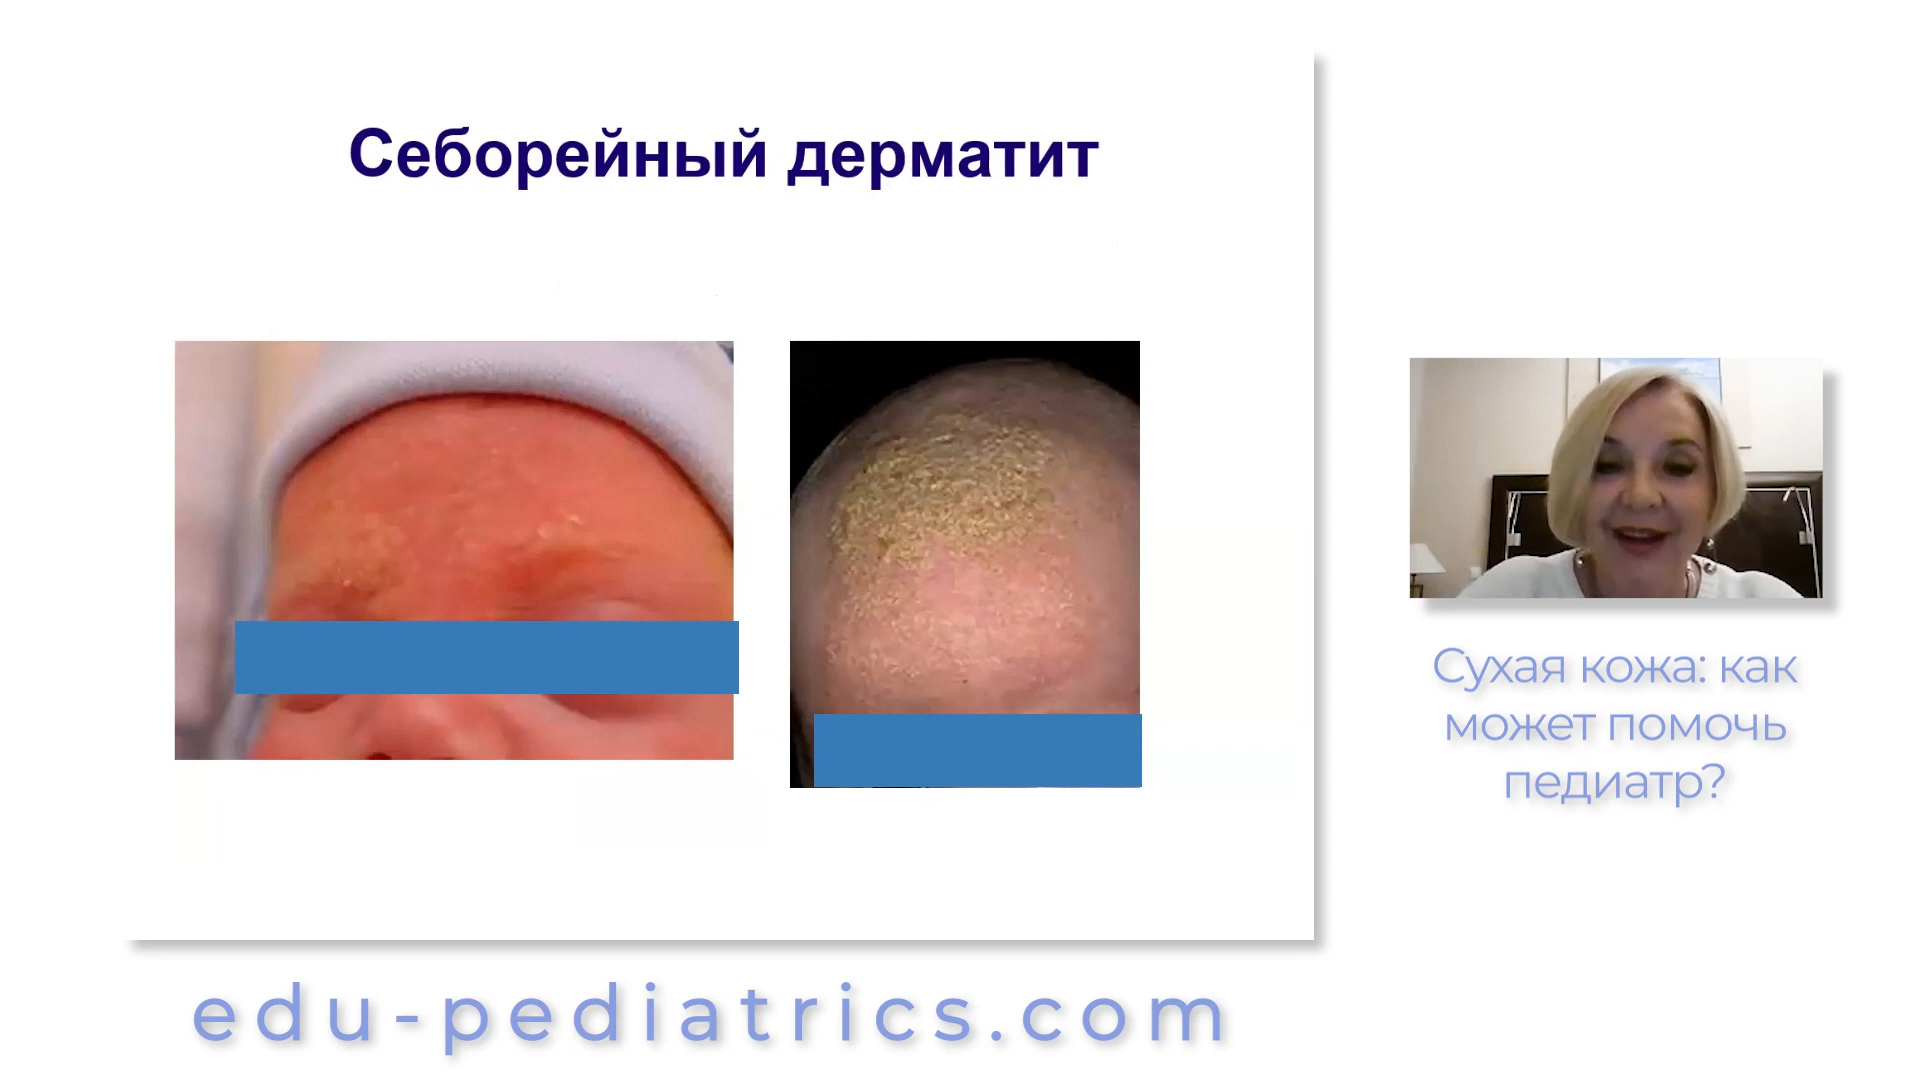 Себорейный дерматит
Сухая кожа: как
может помочь
педиатр?
edu-pediatrics.com